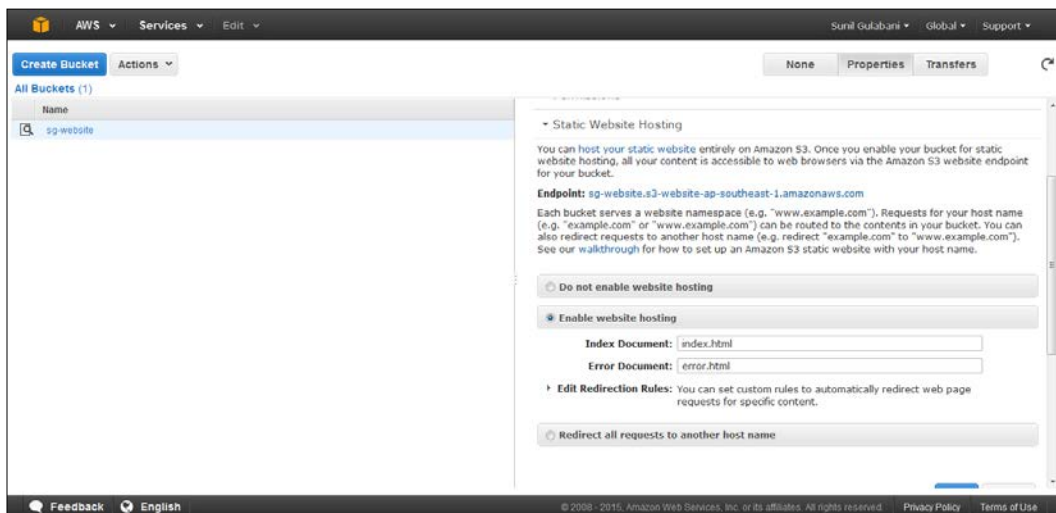 AWS Services Edit Sunil Gulabani Global Support
Create Bucket Actions None Properties Transfers
All Buckets (1)
Name
sg-website
Static Website Hosting
You can host your static website entirely on Amazon S3. Once you enable your bucket for static
website hosting, all your content is accessible to web browsers via the Amazon S3 website endpoint
for your bucket.
Endpoint: sg-website.s3-website-ap-southeast-1.amazonaws.com
Each bucket serves a website namespace (e.g. "www.example.com"). Requests for your host name
(e.g. "example.com" or "www.example.com") can be routed to the contents in your bucket. You can
also redirect requests to another host name (e.g. redirect "example.com" to "www.example.com").
See our walkthrough for how to set up an Amazon S3 static website with your host name.
Do not enable website hosting
Enable website hosting
Index Document: index.html
Error Document: error.html
Edit Redirection Rules: You can set custom rules to automatically redirect web page
requests for specific content.
Redirect all requests to another host name
Feedback English © 2008 - 2015, Amazon Web Services, Inc. or its affiliates. All rights reserved. Privacy Policy Terms of Use